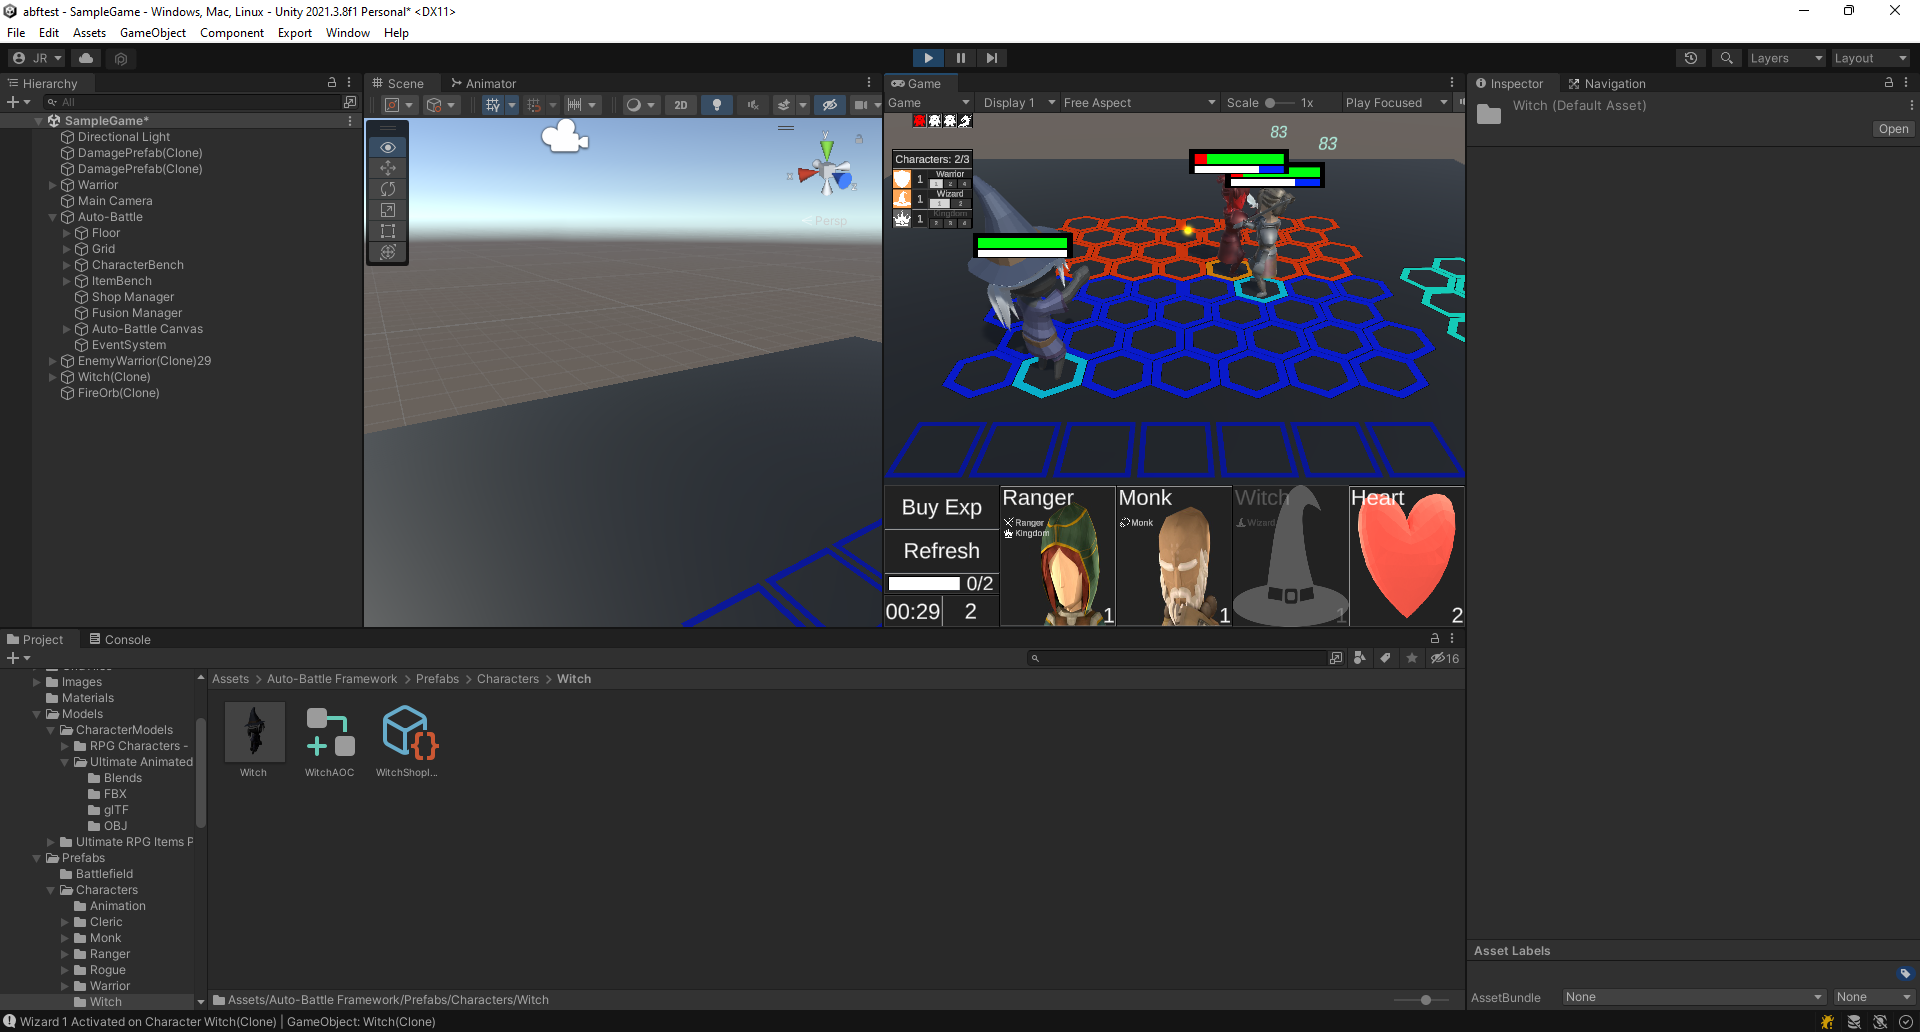 abftest - SampleGame - Windows, Mac, Linux - Unity 2021.3.8f1 Personal* <DX11>
File Edit Assets GameObject Component Export Window Help
JR
Layers Layout
Hierarchy
All
SampleGame*
Directional Light
DamagePrefab(Clone)
DamagePrefab(Clone)
Warrior
Main Camera
Auto-Battle
Floor
Grid
CharacterBench
ItemBench
Shop Manager
Fusion Manager
Auto-Battle Canvas
EventSystem
EnemyWarrior(Clone)29
Witch(Clone)
FireOrb(Clone)
Scene Animator
2D
y
x
z
< Persp
Game
Game Display 1 Free Aspect Scale 1x Play Focused
83
83
Characters: 2/3
1 Warrior
1 2 4
1 Wizard
1 2
1 Kingdom
Buy Exp
Refresh
0/2
00:29 2
Ranger
Ranger
Kingdom
1
Monk
Monk
1
Witch
Wizard
1
Heart
2
Inspector Navigation
Witch (Default Asset)
Open
Project Console
16
Images
Materials
Models
CharacterModels
RPG Characters -
Ultimate Animated
Blends
FBX
glTF
OBJ
Ultimate RPG Items P
Prefabs
Battlefield
Characters
Animation
Cleric
Monk
Ranger
Rogue
Warrior
Witch
Assets > Auto-Battle Framework > Prefabs > Characters > Witch
Witch WitchAOC WitchShopI...
Assets/Auto-Battle Framework/Prefabs/Characters/Witch
Asset Labels
AssetBundle None None
Wizard 1 Activated on Character Witch(Clone) | GameObject: Witch(Clone)